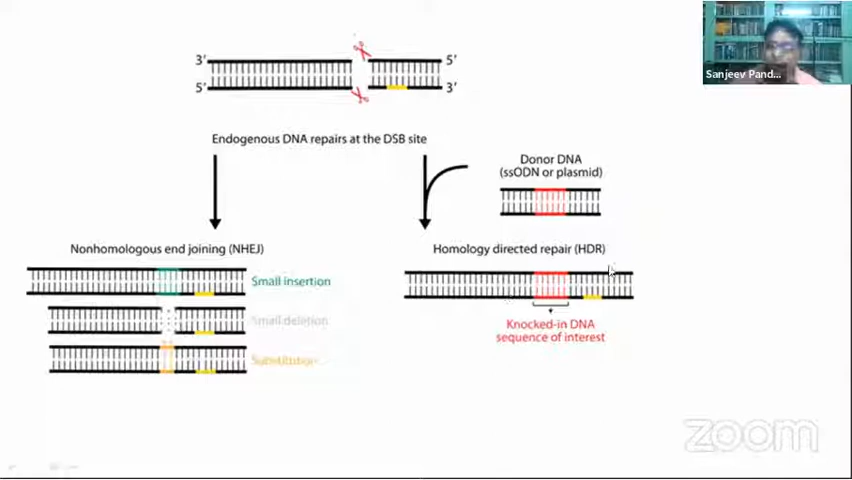 Sanjeev Pand...
3’ 5’
5’ 3’
Endogenous DNA repairs at the DSB site
Donor DNA
(ssODN or plasmid)
Nonhomologous end joining (NHEJ)
Homology directed repair (HDR)
Small insertion
Small deletion
Substitution
Knocked-in DNA
sequence of interest
zoom